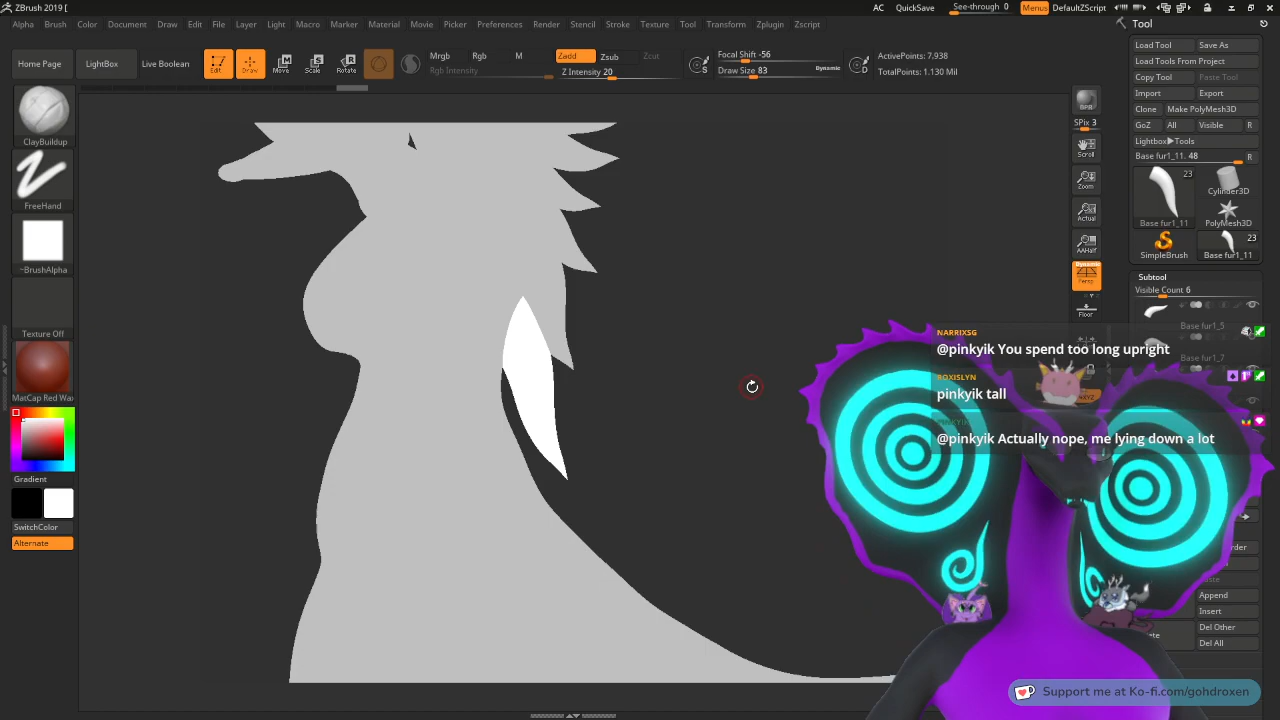 ZBrush 2019 [
AC
QuickSave
See-through 0
Menus
DefaultZScript
Alpha Brush Color Document Draw Edit File Layer Light Macro Marker Material Movie Picker Preferences Render Stencil Stroke Texture Tool Transform Zplugin Zscript
Tool
Home Page
LightBox
Live Boolean
Edit
Draw
Move
Scale
Rotate
Mrgb Rgb M
Rgb Intensity
Zadd Zsub Zcut
Z Intensity 20
S
Focal Shift -56
Draw Size 83
Dynamic
D
ActivePoints: 7.938
TotalPoints: 1.130 Mil
Load Tool Save As
Load Tools From Project
Copy Tool Paste Tool
Import Export
Clone Make PolyMesh3D
GoZ All Visible R
Lightbox▶Tools
Base fur1_11. 48 R
23
Base fur1_11
Cylinder3D
PolyMesh3D
SimpleBrush
23
Base fur1_11
Subtool
Visible Count 6
Base fur1_5
Base fur1_7
ClayBuildup
FreeHand
~BrushAlpha
Texture Off
MatCap Red Wax
Gradient
SwitchColor
Alternate
BPR
SPix 3
Scroll
Zoom
Actual
AAHalf
Dynamic
Persp
Floor
NARRIXSG
@pinkyik You spend too long upright
ROXISLYN
pinkyik tall
@pinkyik Actually nope, me lying down a lot
Append
Insert
Del Other
Del All
Support me at Ko-fi.com/gohdroxen